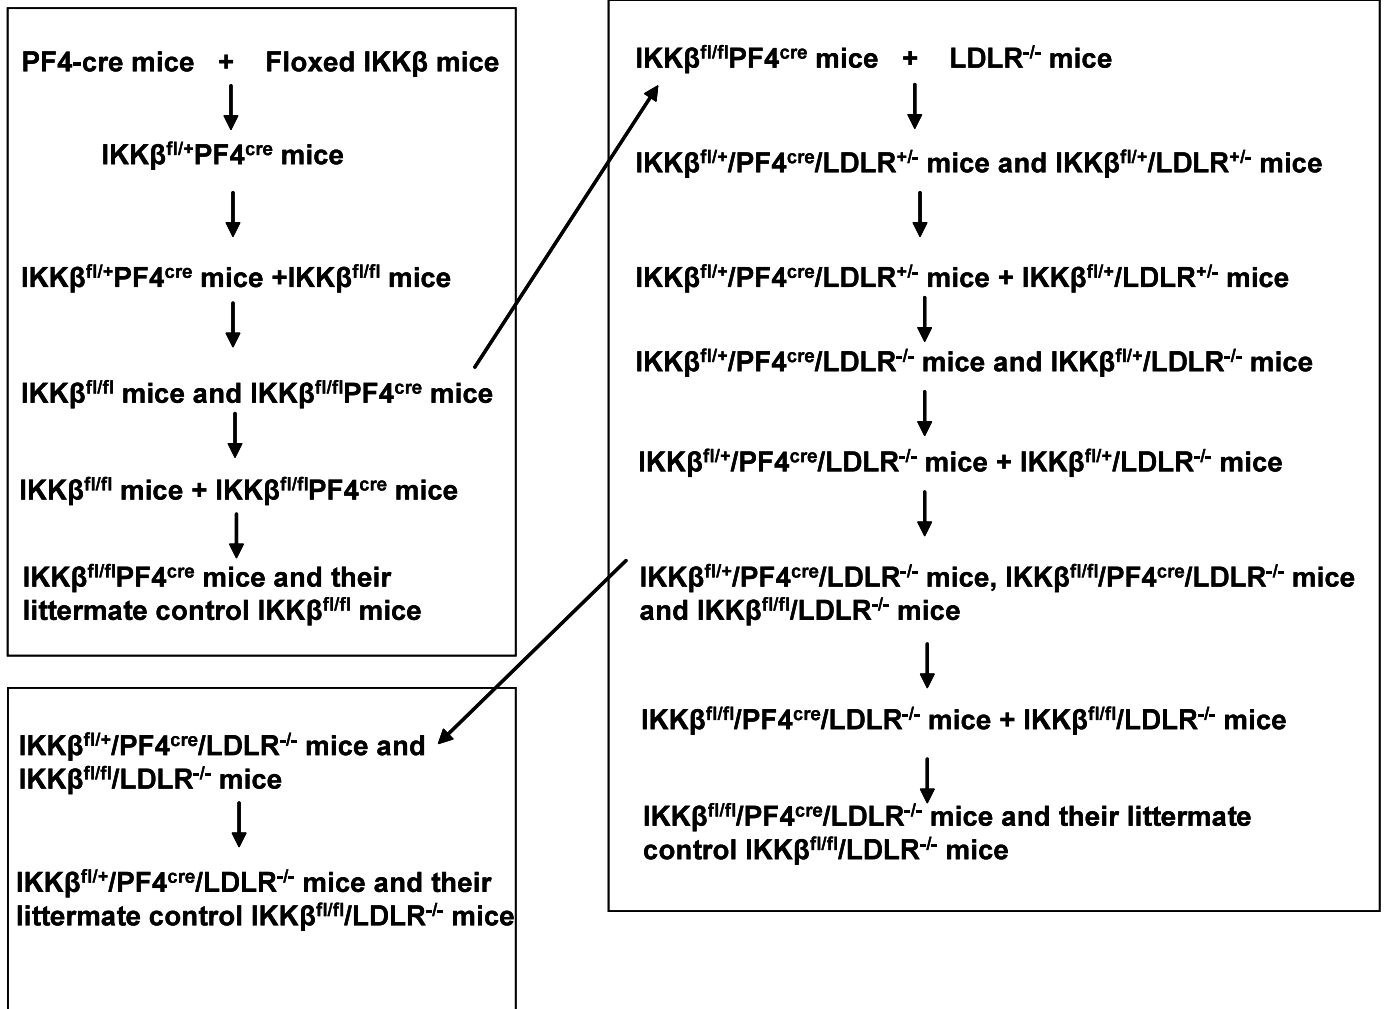 PF4-cre mice + Floxed IKKβ mice
IKKβfl/+PF4cre mice
IKKβfl/+PF4cre mice +IKKβfl/fl mice
IKKβfl/fl mice and IKKβfl/flPF4cre mice
IKKβfl/fl mice + IKKβfl/flPF4cre mice
IKKβfl/flPF4cre mice and their
littermate control IKKβfl/fl mice
IKKβfl/flPF4cre mice + LDLR-/- mice
IKKβfl/+/PF4cre/LDLR+/- mice and IKKβfl/+/LDLR+/- mice
IKKβfl/+/PF4cre/LDLR+/- mice + IKKβfl/+/LDLR+/- mice
IKKβfl/+/PF4cre/LDLR-/- mice and IKKβfl/+/LDLR-/- mice
IKKβfl/+/PF4cre/LDLR-/- mice + IKKβfl/+/LDLR-/- mice
IKKβfl/+/PF4cre/LDLR-/- mice, IKKβfl/fl/PF4cre/LDLR-/- mice
and IKKβfl/fl/LDLR-/- mice
IKKβfl/fl/PF4cre/LDLR-/- mice + IKKβfl/fl/LDLR-/- mice
IKKβfl/fl/PF4cre/LDLR-/- mice and their littermate
control IKKβfl/fl/LDLR-/- mice
IKKβfl/+/PF4cre/LDLR-/- mice and
IKKβfl/fl/LDLR-/- mice
IKKβfl/+/PF4cre/LDLR-/- mice and their
littermate control IKKβfl/fl/LDLR-/- mice